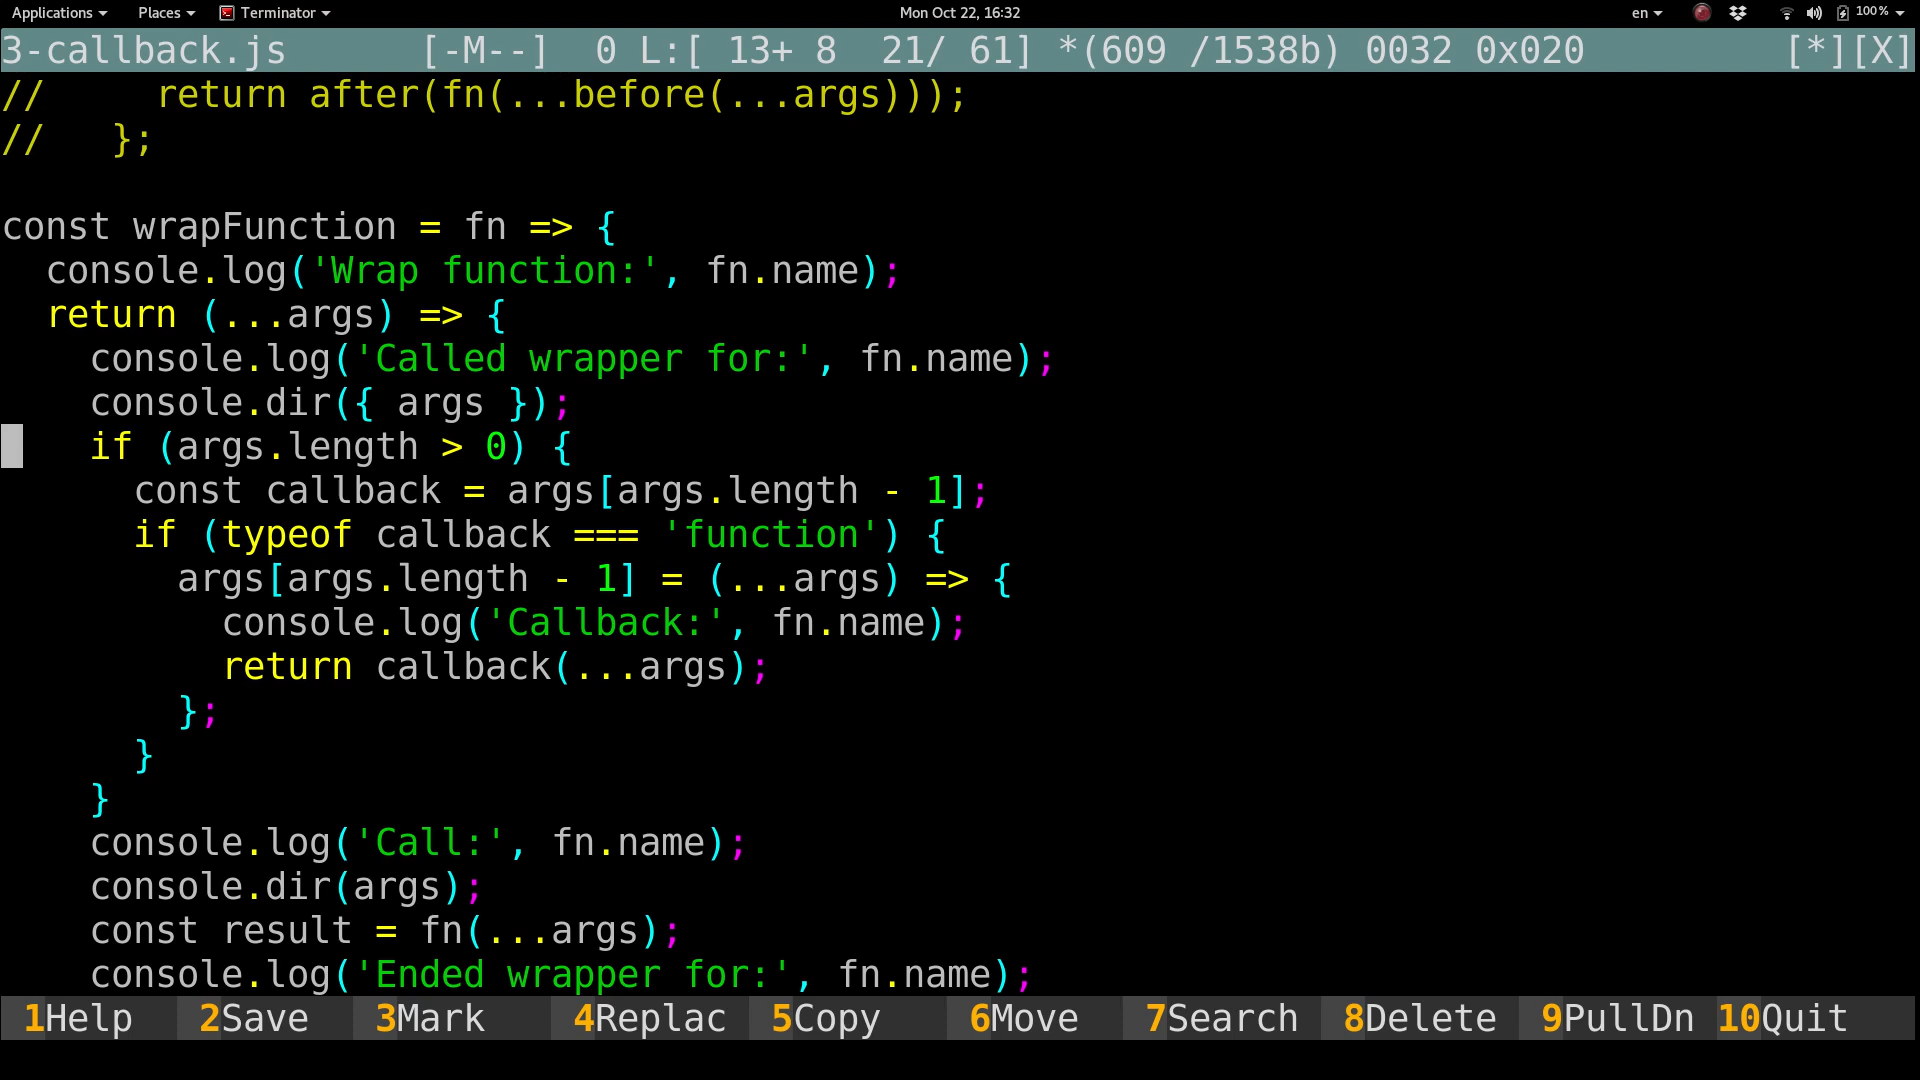 Applications Places Terminator Mon Oct 22, 16:32 en 100%
3-callback.js [-M--] 0 L:[ 13+ 8 21/ 61] *(609 /1538b) 0032 0x020 [*][X]
//     return after(fn(...before(...args)));
//   };
const wrapFunction = fn => {
  console.log('Wrap function:', fn.name);
  return (...args) => {
    console.log('Called wrapper for:', fn.name);
    console.dir({ args });
    if (args.length > 0) {
      const callback = args[args.length - 1];
      if (typeof callback === 'function') {
        args[args.length - 1] = (...args) => {
          console.log('Callback:', fn.name);
          return callback(...args);
        };
      }
    }
    console.log('Call:', fn.name);
    console.dir(args);
    const result = fn(...args);
    console.log('Ended wrapper for:', fn.name);
1Help 2Save 3Mark 4Replac 5Copy 6Move 7Search 8Delete 9PullDn 10Quit